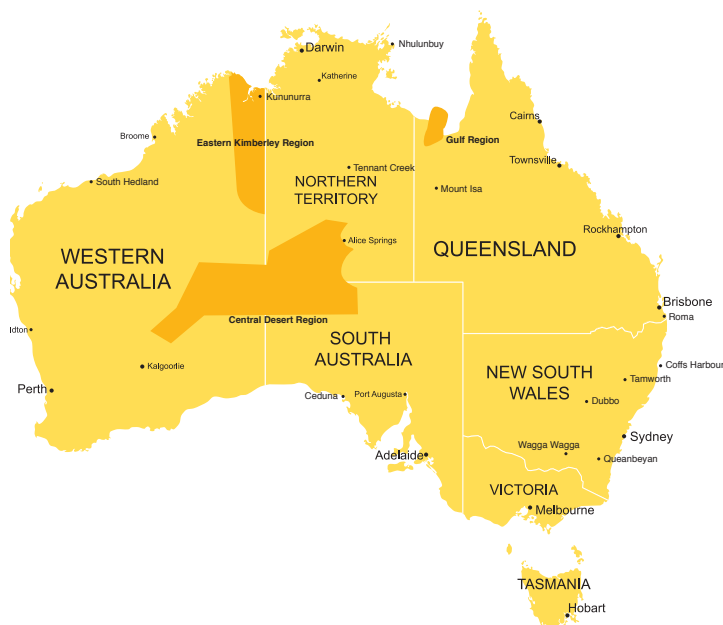 Darwin
Nhulunbuy
Katherine
Kununurra
Cairns
Broome
Eastern Kimberley Region
Gulf Region
Townsville
Tennant Creek
South Hedland
NORTHERN
TERRITORY
Mount Isa
Rockhampton
Alice Springs
WESTERN
AUSTRALIA
QUEENSLAND
Brisbone
Roma
Central Desert Region
ldton
SOUTH
AUSTRALIA
Kalgoorlie
Coffs Harbour
NEW SOUTH
WALES
Tamworth
Perth
Ceduna
Port Augusta
Dubbo
Sydney
Wagga Wagga
Adelaide
Queanbeyan
VICTORIA
Melbourne
TASMANIA
Hobart